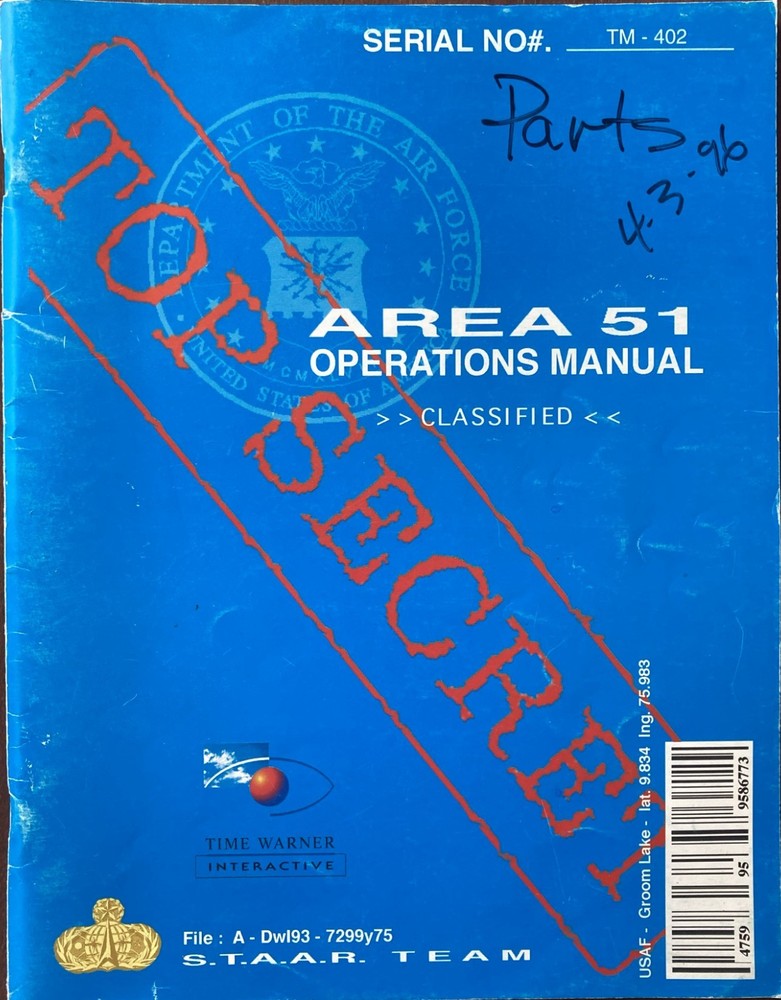 SERIAL NO#. TM - 402
Parts
4.3.96
DEPARTMENT OF THE AIR FORCE
UNITED STATES OF AMERICA
TOP SECRET
AREA 51
OPERATIONS MANUAL
> > CLASSIFIED < <
TIME WARNER
INTERACTIVE
File : A - Dwl93 - 7299y75
S.T.A.A.R. TEAM
USAF - Groom Lake - lat. 9.834 Ing. 75.983
4759 95 9586773